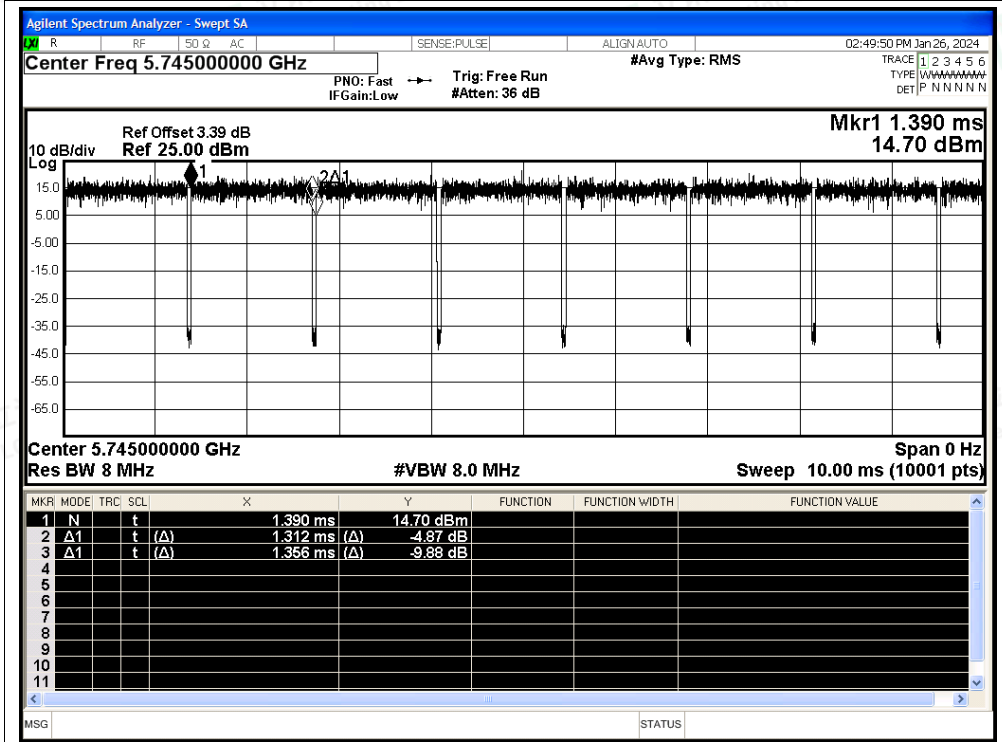 Agilent Spectrum Analyzer - Swept SA
LXI R RF 50 Ω AC SENSE:PULSE ALIGN AUTO 02:49:50 PM Jan 26, 2024
Center Freq 5.745000000 GHz #Avg Type: RMS TRACE 1 2 3 4 5 6
PNO: Fast Trig: Free Run TYPE WWWWWW
IFGain:Low #Atten: 36 dB DET P N N N N N
Mkr1 1.390 ms
14.70 dBm
Ref Offset 3.39 dB
10 dB/div Ref 25.00 dBm
Log
1
2Δ1
15.0
5.00
-5.00
-15.0
-25.0
-35.0
-45.0
-55.0
-65.0
Center 5.745000000 GHz Span 0 Hz
Res BW 8 MHz #VBW 8.0 MHz Sweep 10.00 ms (10001 pts)
MKR MODE TRC SCL X Y FUNCTION FUNCTION WIDTH FUNCTION VALUE
1 N t 1.390 ms 14.70 dBm
2 Δ1 t (Δ) 1.312 ms (Δ) -4.87 dB
3 Δ1 t (Δ) 1.356 ms (Δ) -9.88 dB
4
5
6
7
8
9
10
11
MSG STATUS